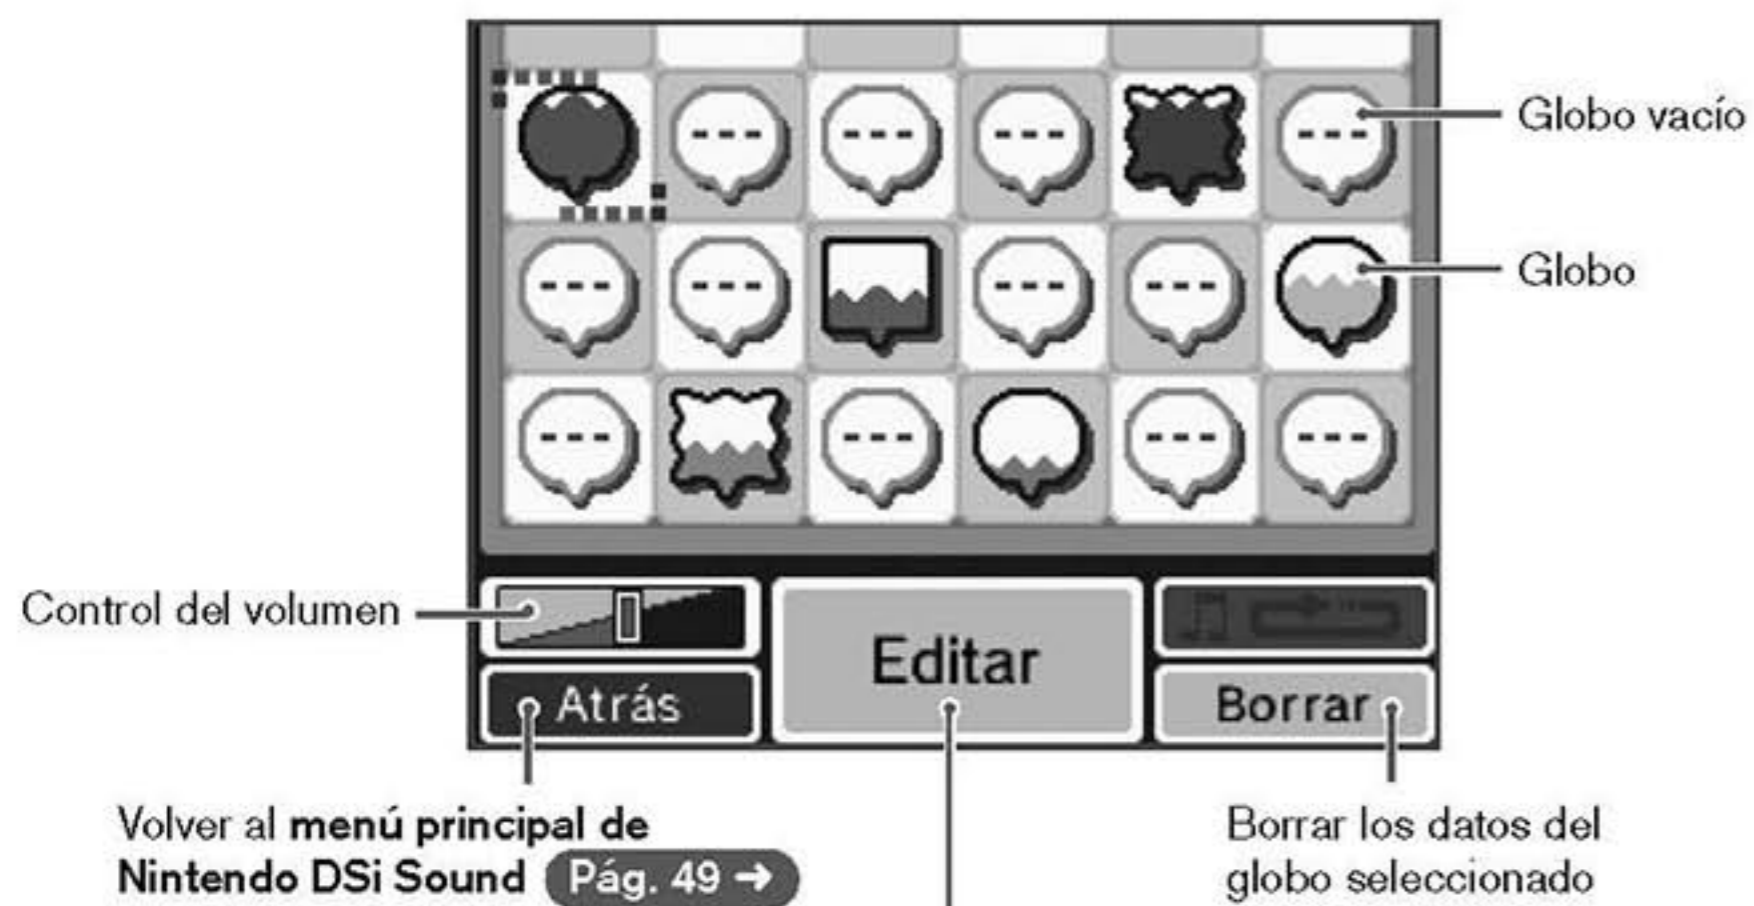 Globo vacío
Globo
Control del volumen
Editar
Atrás
Borrar
Volver al menú principal de
Nintendo DSi Sound Pág. 49 →
Borrar los datos del
globo seleccionado